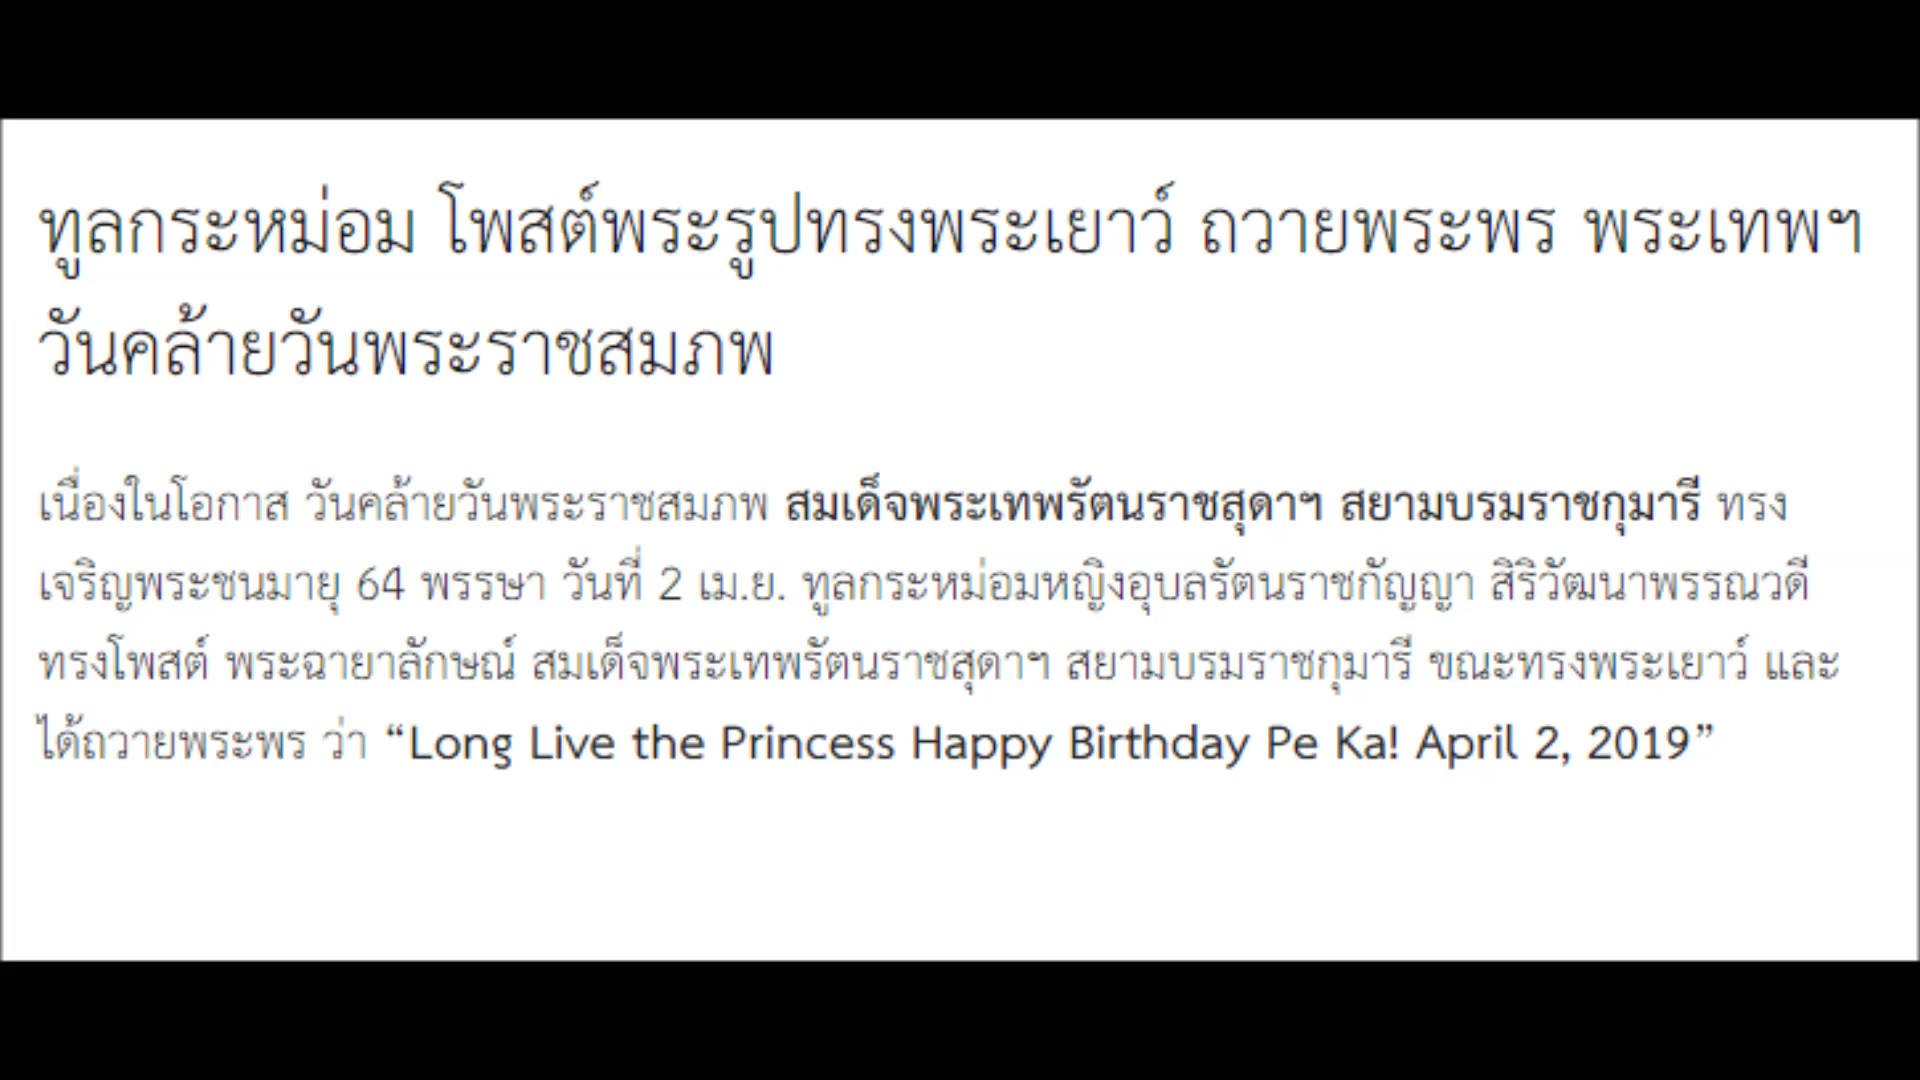 ทูลกระหม่อม โพสต์พระรูปทรงพระเยาว์ ถวายพระพร พระเทพฯ
วันคล้ายวันพระราชสมภพ
เนื่องในโอกาส วันคล้ายวันพระราชสมภพ สมเด็จพระเทพรัตนราชสุดาฯ สยามบรมราชกุมารี ทรง
เจริญพระชนมายุ 64 พรรษา วันที่ 2 เม.ย. ทูลกระหม่อมหญิงอุบลรัตนราชกัญญา สิริวัฒนาพรรณวดี
ทรงโพสต์ พระฉายาลักษณ์ สมเด็จพระเทพรัตนราชสุดาฯ สยามบรมราชกุมารี ขณะทรงพระเยาว์ และ
ได้ถวายพระพร ว่า “Long Live the Princess Happy Birthday Pe Ka! April 2, 2019”